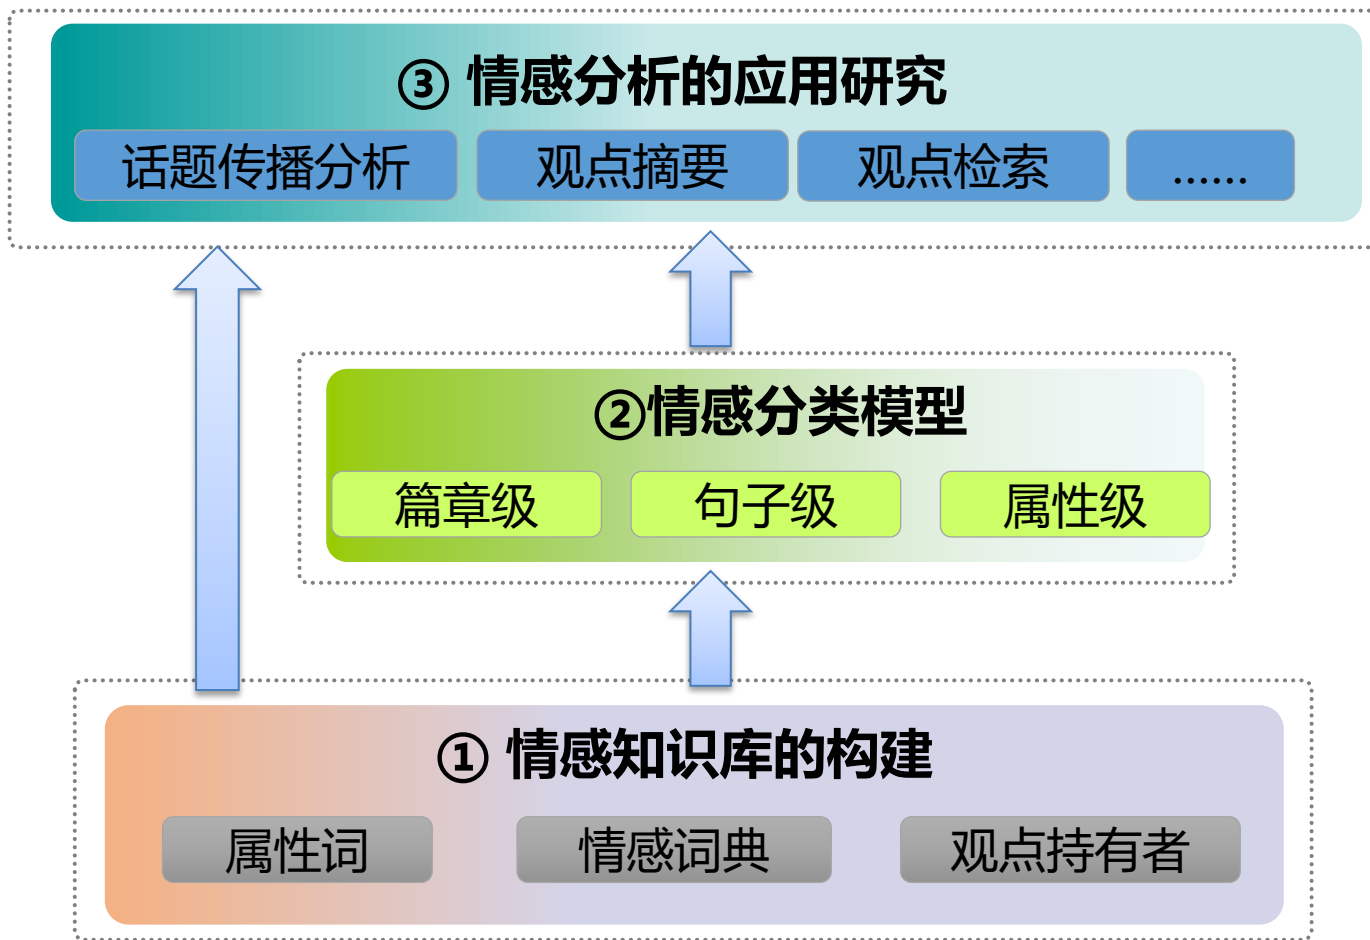 ③ 情感分析的应用研究
话题传播分析 观点摘要 观点检索 ......
②情感分类模型
篇章级 句子级 属性级
① 情感知识库的构建
属性词 情感词典 观点持有者